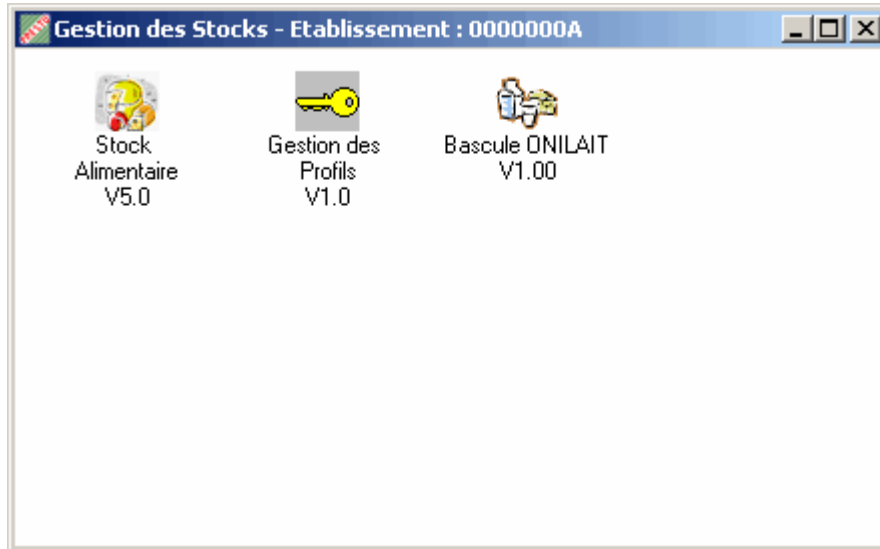 Gestion des Stocks - Etablissement : 0000000A
Stock
Alimentaire
V5.0
Gestion des
Profils
V1.0
Bascule ONILAIT
V1.00